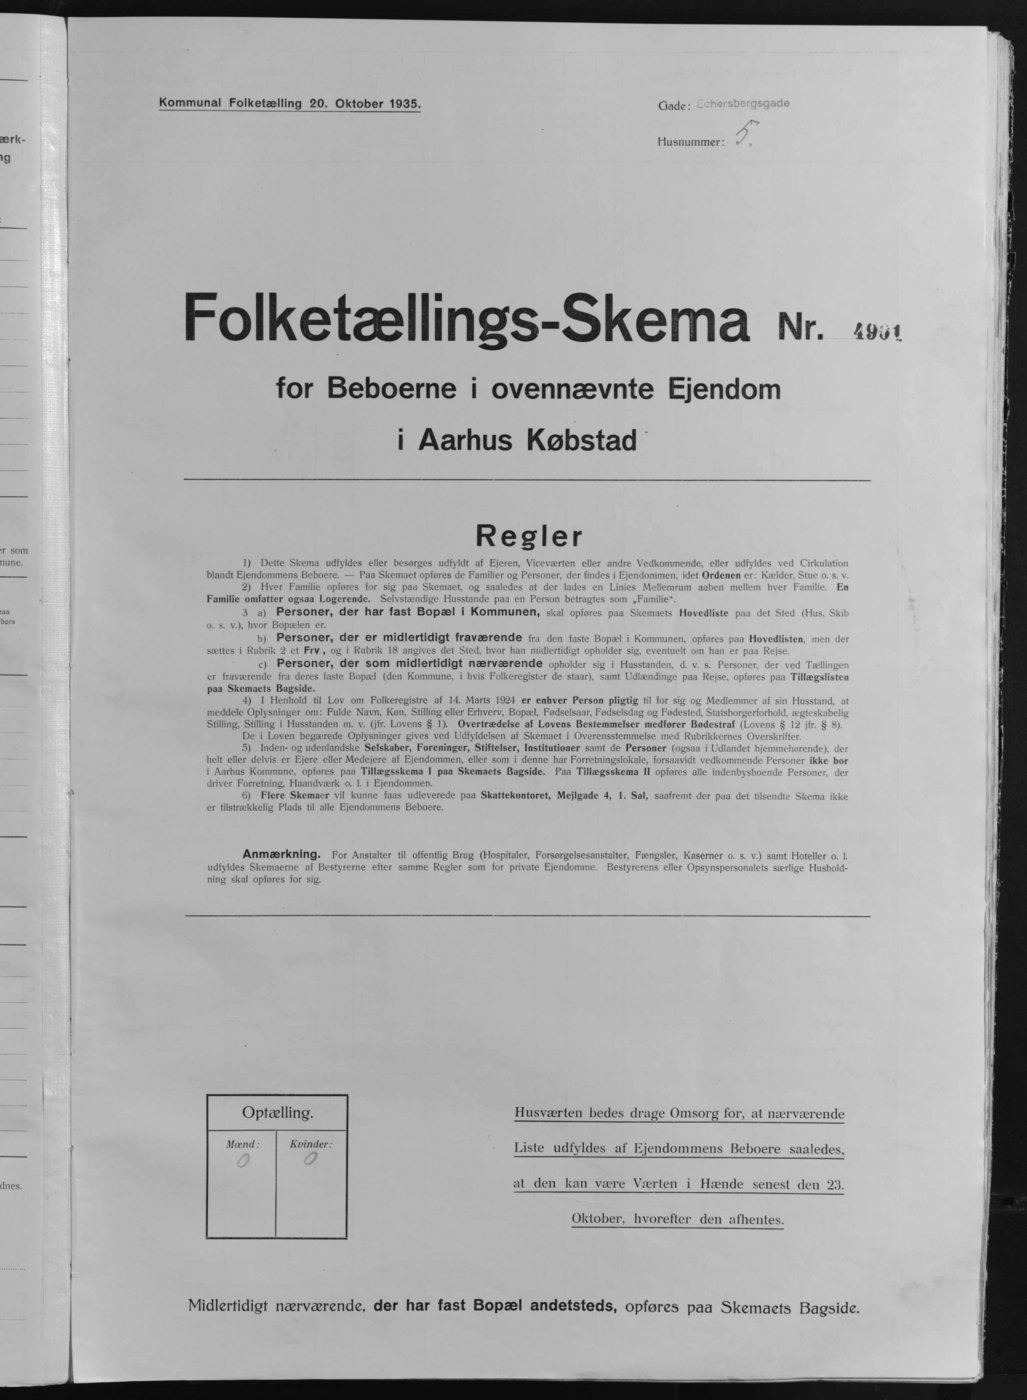 Kommunal Folketælling 20. Oktober 1935.
Gade: Echersbergsgade
Husnummer: 5.
Folketællings-Skema Nr.
for Beboerne i ovennævnte Ejendom
i Aarhus Købstad
Regler
1) Dette Skema udfyldes eller besørges udfyldt af Ejeren, Viceværten eller andre Vedkommende, eller udfyldes ved Cirkulation
blandt Ejendommens Beboere. — Paa Skemaet opføres de Familier og Personer, der findes i Ejendommen, idet Ordenen er: Kælder, Stue o. s. v.
2) Hver Familie opføres for sig paa Skemaet, og saaledes at der lades en Linies Mellemrum aaben mellem hver Familie. En
Familie omfatter ogsaa Logerende. Selvstændige Husstande paa en Person betragtes som „Familie“.
3 a) Personer, der har fast Bopæl i Kommunen, skal opføres paa Skemaets Hovedliste paa det Sted (Hus, Skib
o. s. v.), hvor Bopælen er.
b) Personer, der er midlertidigt fraværende fra den faste Bopæl i Kommunen, opføres paa Hovedlisten, men der
sættes i Rubrik 2 et Frv., og i Rubrik 18 angives det Sted, hvor han midlertidigt opholder sig, eventuelt om han er paa Rejse.
c) Personer, der som midlertidigt nærværende opholder sig i Husstanden, d. v. s. Personer, der ved Tællingen
er fraværende fra deres faste Bopæl (den Kommune, i hvis Folkeregister de staar), samt Udlændinge paa Rejse, opføres paa Tillægslisten
paa Skemaets Bagside.
4) I Henhold til Lov om Folkeregistre af 14. Marts 1924 er enhver Person pligtig til for sig og Medlemmer af sin Husstand, at
meddele Oplysninger om: Fulde Navn, Køn, Stilling eller Erhverv, Bopæl, Fødselsaar, Fødselsdag og Fødested, Statsborgerforhold, ægteskabelig
Stilling, Stilling i Husstanden m. v. (jfr. Lovens § 1). Overtrædelse af Lovens Bestemmelser medfører Bødestraf (Lovens § 12 jfr. § 8).
De i Loven begærede Oplysninger gives ved Udfyldelsen af Skemaet i Overensstemmelse med Rubrikkernes Overskrifter.
5) Inden- og udenlandske Selskaber, Foreninger, Stiftelser, Institutioner samt de Personer (ogsaa i Udlandet hjemmehørende), der
helt eller delvis er Ejere eller Medejere af Ejendommen, eller som i denne har Forretningslokale, forsaavidt vedkommende Personer ikke bor
i Aarhus Kommune, opføres paa Tillægsskema I paa Skemaets Bagside. Paa Tillægsskema II opføres alle indenbysboende Personer, der
driver Forretning, Haandværk o. l. i Ejendommen.
6) Flere Skemaer vil kunne faas udleverede paa Skattekontoret, Mejlgade 4, 1. Sal, saafremt der paa det tilsendte Skema ikke
er tilstrækkelig Plads til alle Ejendommens Beboere.
Anmærkning. For Anstalter til offentlig Brug (Hospitaler, Forsørgelsesanstalter, Fængsler, Kaserner o. s. v.) samt Hoteller o. l.
udfyldes Skemaerne af Bestyrerne efter samme Regler som for private Ejendomme. Bestyrerens eller Opsynspersonalets særlige Hushold-
ning skal opføres for sig.
Optælling.
Mænd: Kvinder:
0 0
Husværten bedes drage Omsorg for, at nærværende
Liste udfyldes af Ejendommens Beboere saaledes,
at den kan være Værten i Hænde senest den 23.
Oktober, hvorefter den afhentes.
Midlertidigt nærværende, der har fast Bopæl andetsteds, opføres paa Skemaets Bagside.